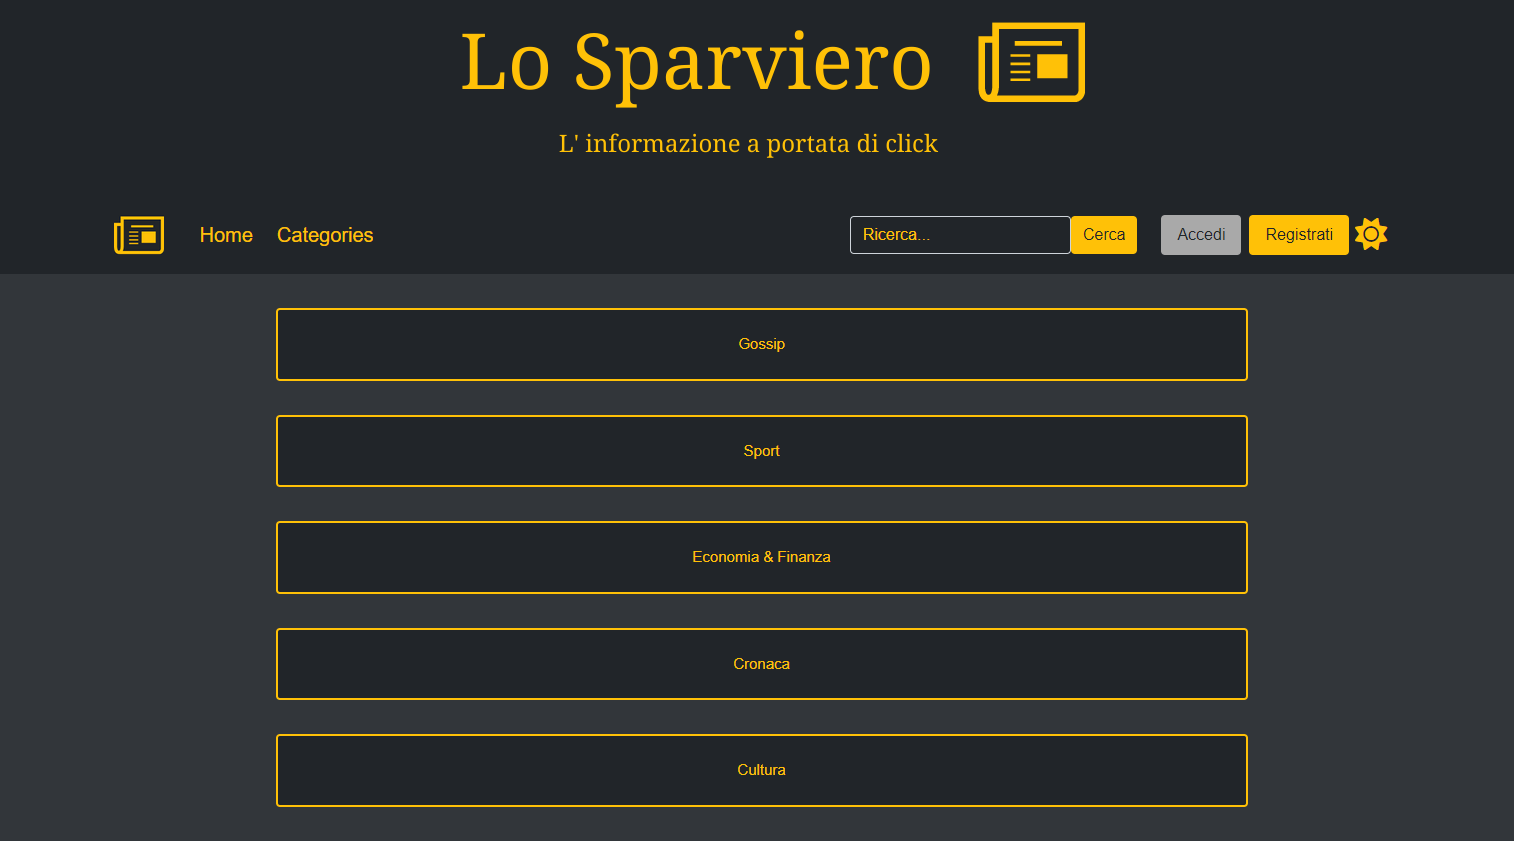 Lo Sparviero
L' informazione a portata di click
Home Categories Ricerca... Cerca Accedi Registrati
Gossip
Sport
Economia & Finanza
Cronaca
Cultura